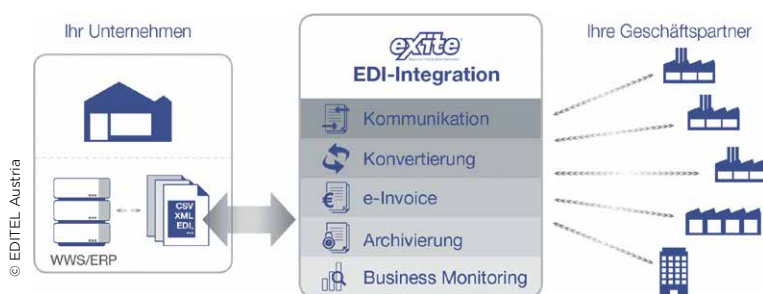 Ihr Unternehmen
© EDITEL Austria
CSV
XML
EDI,
...
WWS/ERP
eXite®
EDI-Integration
Kommunikation
Konvertierung
€ e-Invoice
Archivierung
Business Monitoring
Ihre Geschäftspartner